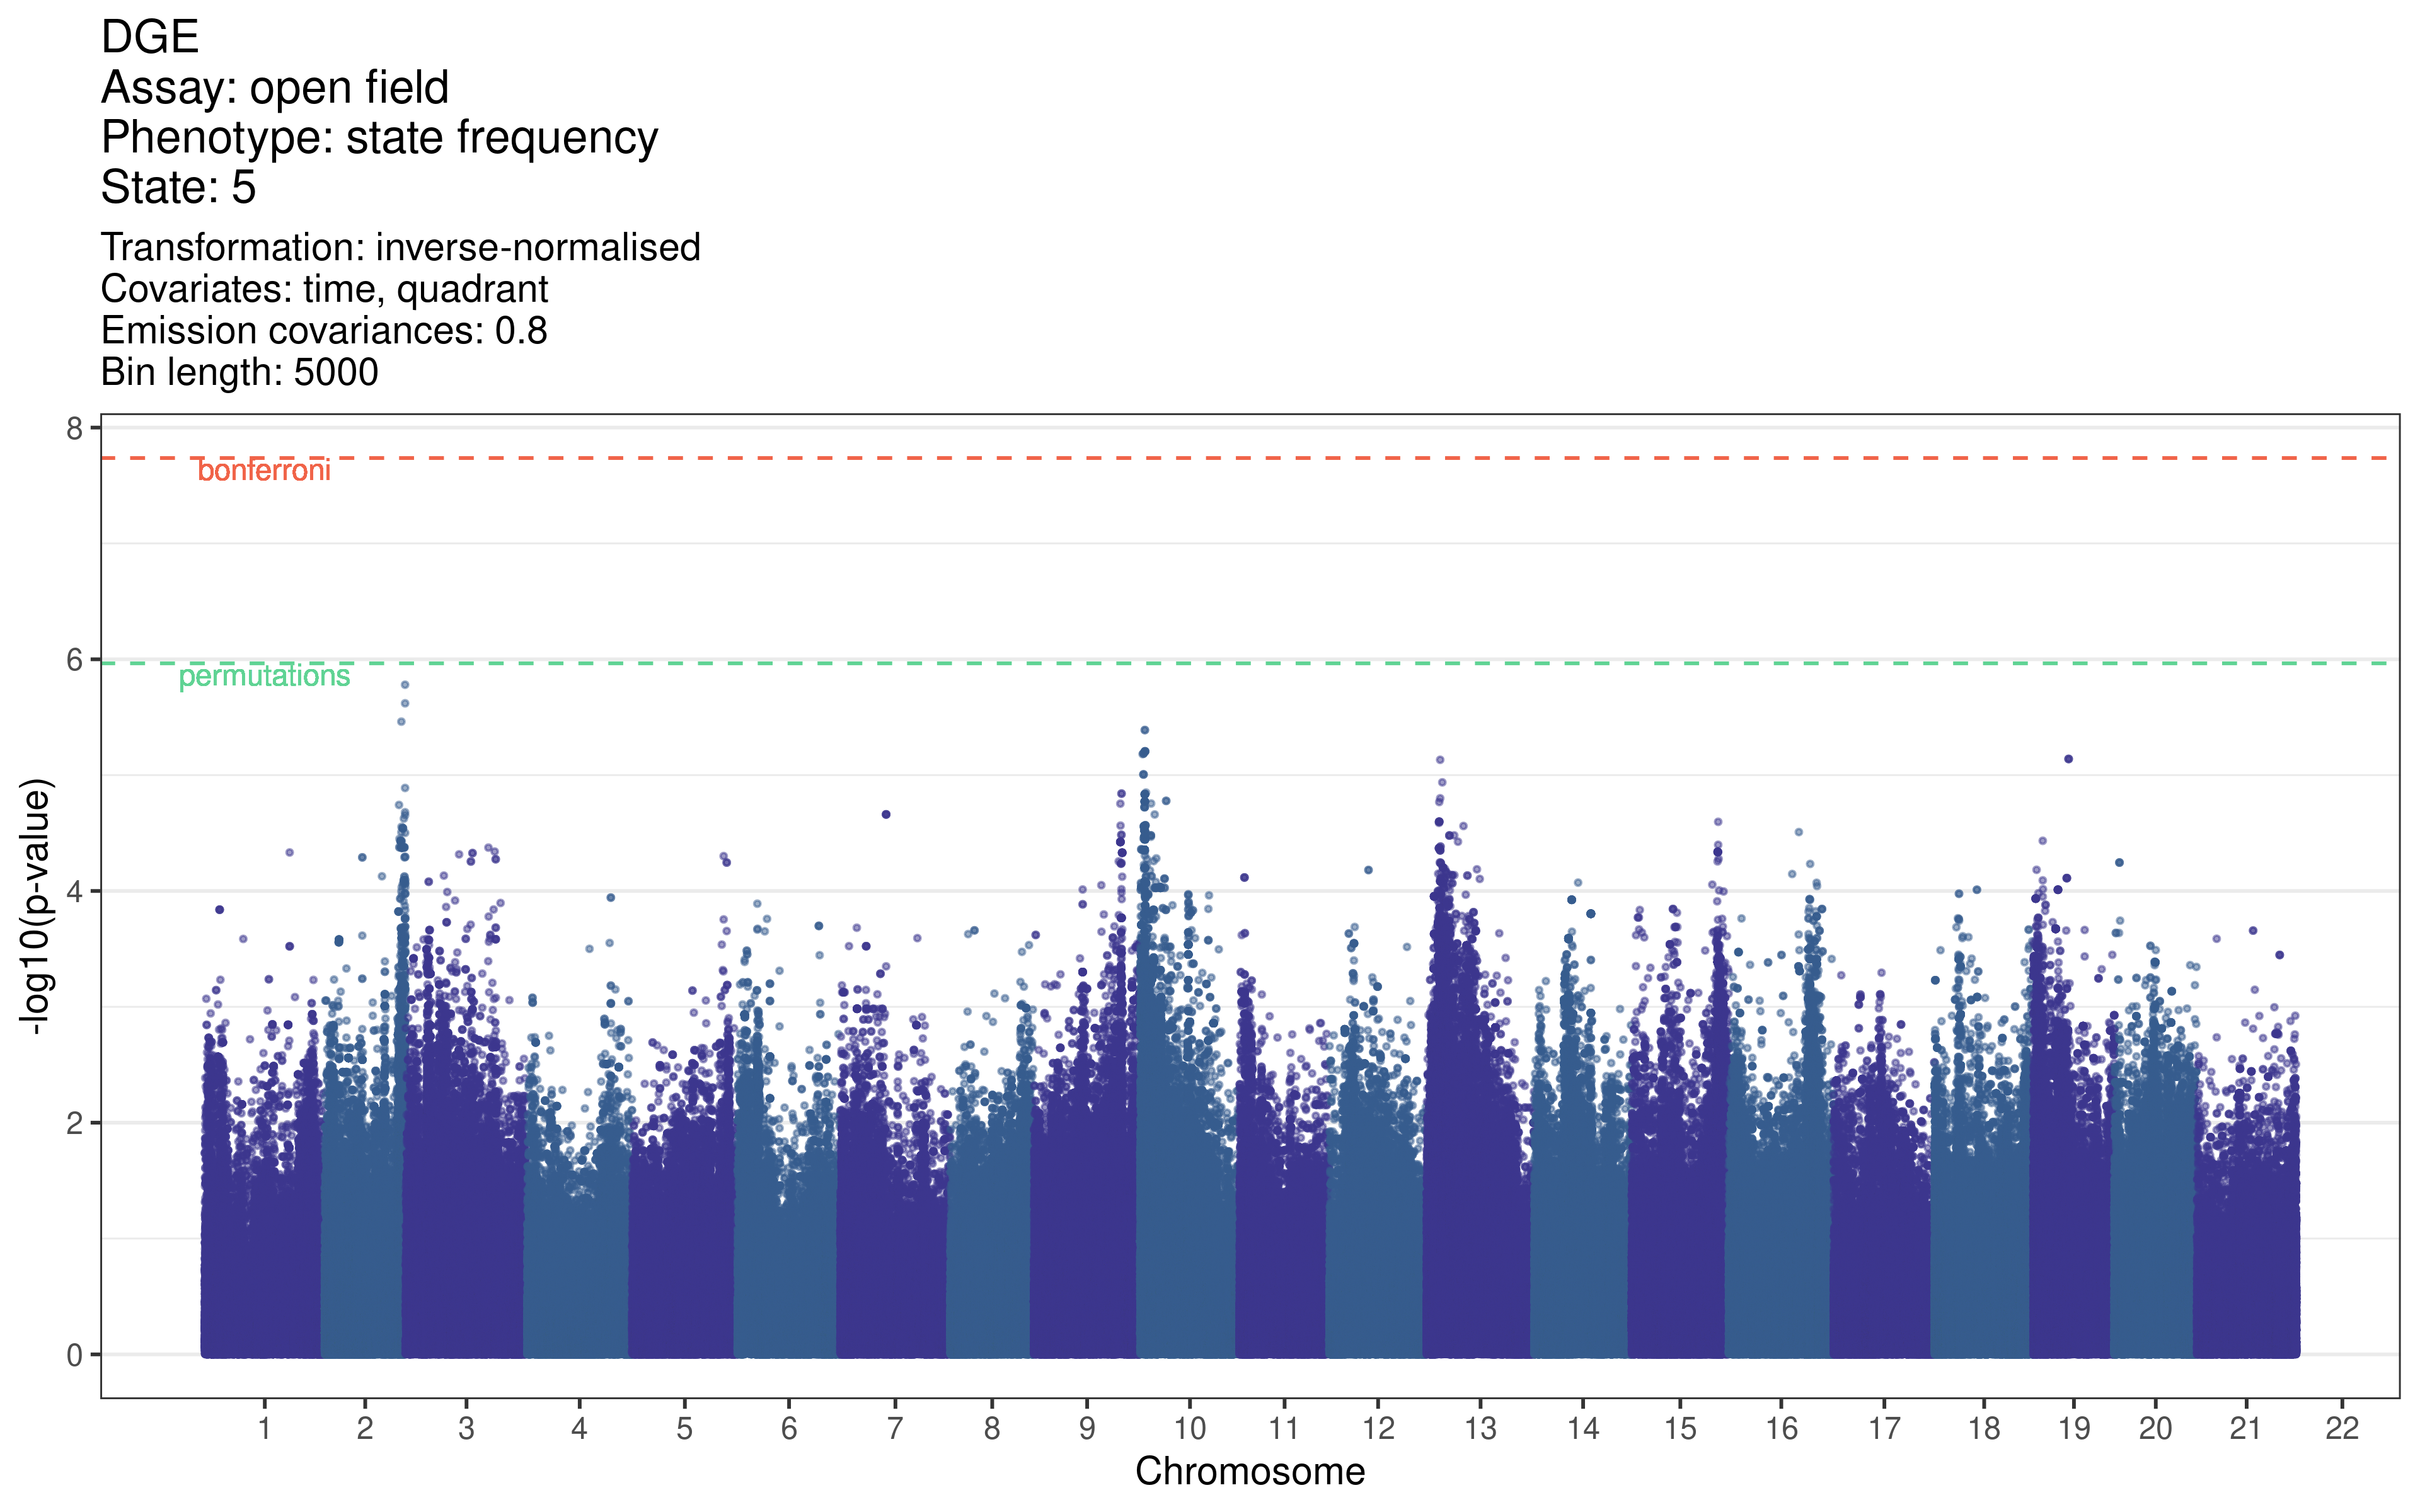 DGE
Assay: open field
Phenotype: state frequency
State: 5
Transformation: inverse-normalised
Covariates: time, quadrant
Emission covariances: 0.8
Bin length: 5000
8
bonferroni
6
permutations
4
2
0
-log10(p-value)
1 2 3 4 5 6 7 8 9 10 11 12 13 14 15 16 17 18 19 20 21 22
Chromosome